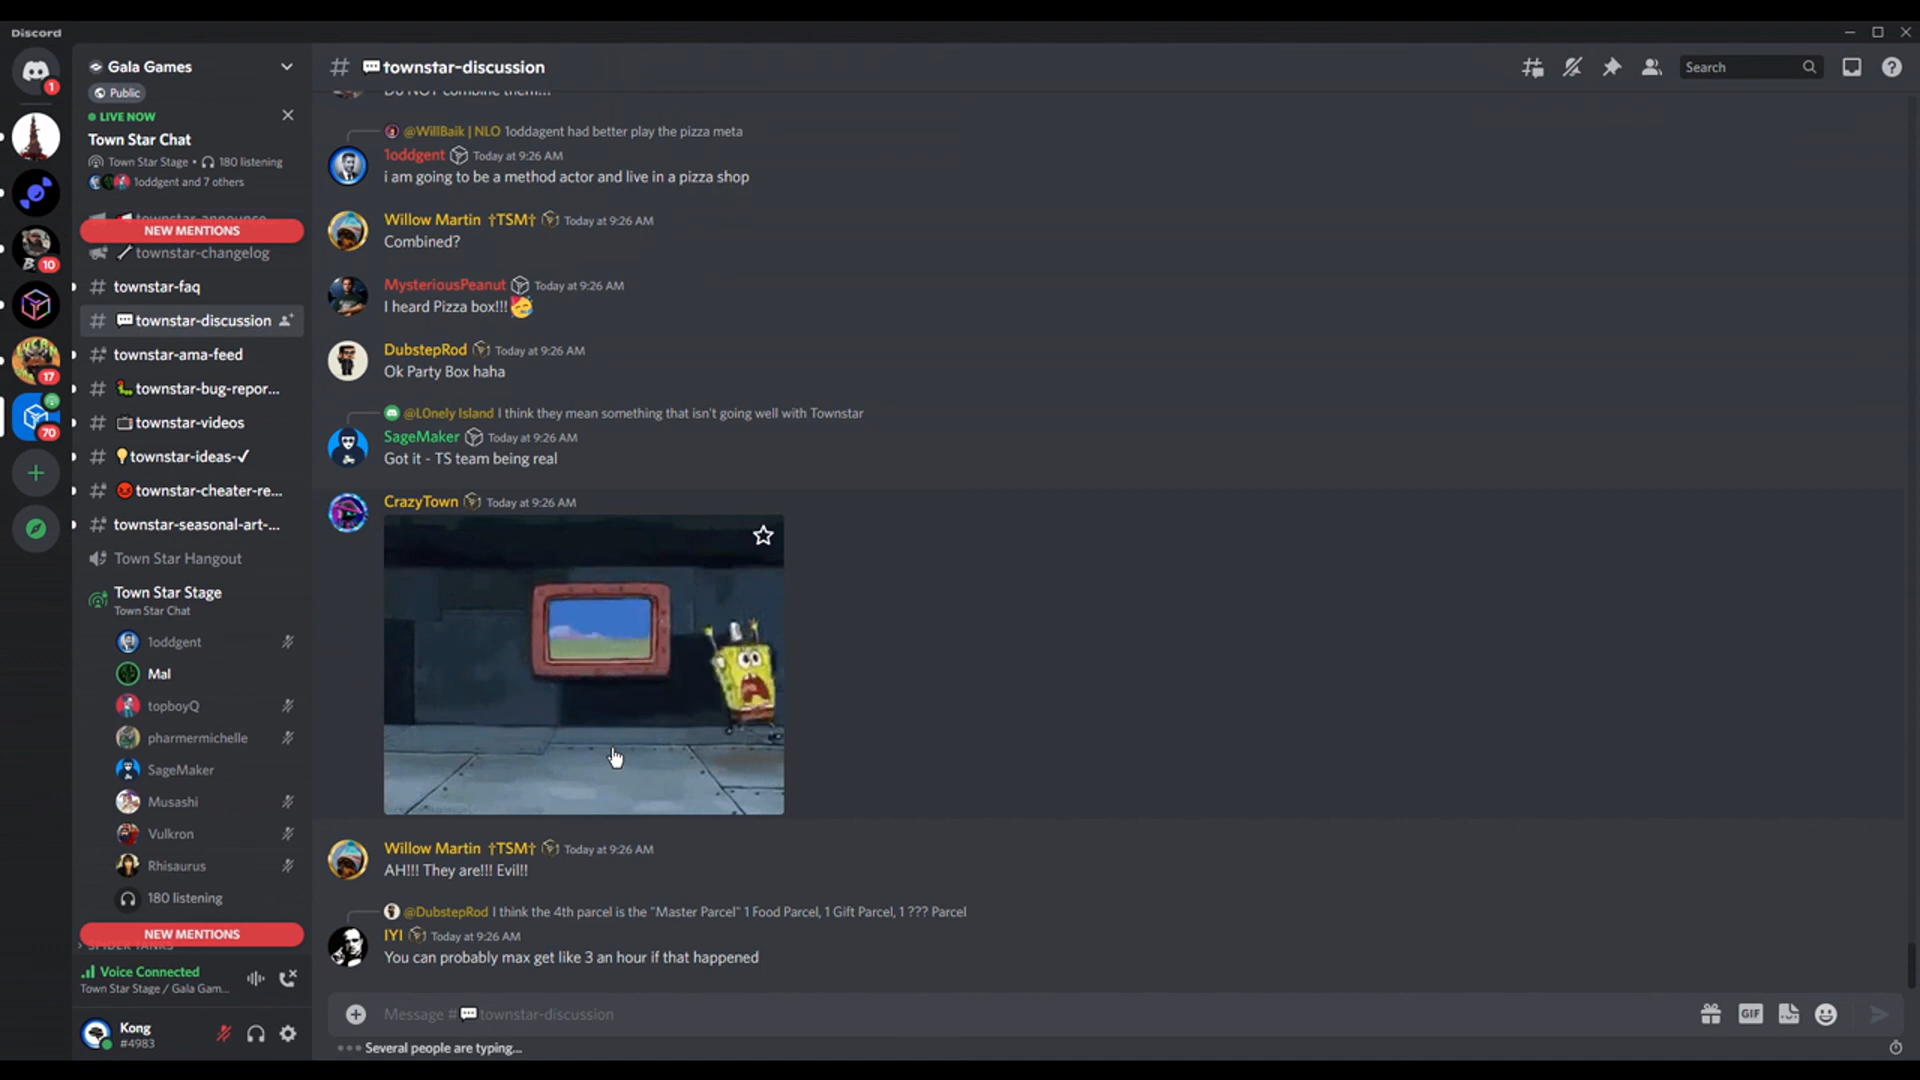 Discord
1
10
17
70
Gala Games
Public
LIVE NOW
Town Star Chat
Town Star Stage • 180 listening
1oddgent and 7 others
townstar-announce
NEW MENTIONS
townstar-changelog
townstar-faq
townstar-discussion
townstar-ama-feed
townstar-bug-repor...
townstar-videos
townstar-ideas-✓
townstar-cheater-re...
townstar-seasonal-art-...
Town Star Hangout
Town Star Stage
Town Star Chat
1oddgent
Mal
topboyQ
pharmermichelle
SageMaker
Musashi
Vulkron
Rhisaurus
180 listening
NEW MENTIONS
SPIDER TANKS
Voice Connected
Town Star Stage / Gala Gam...
Kong
#4983
# townstar-discussion
Search
Do NOT combine them...
@WillBaik | NLO 1oddagent had better play the pizza meta
1oddgent Today at 9:26 AM
i am going to be a method actor and live in a pizza shop
Willow Martin †TSM† Today at 9:26 AM
Combined?
MysteriousPeanut Today at 9:26 AM
I heard Pizza box!!!
DubstepRod Today at 9:26 AM
Ok Party Box haha
@L0nely Island I think they mean something that isn't going well with Townstar
SageMaker Today at 9:26 AM
Got it - TS team being real
CrazyTown Today at 9:26 AM
Willow Martin †TSM† Today at 9:26 AM
AH!!! They are!!! Evil!!
@DubstepRod I think the 4th parcel is the "Master Parcel" 1 Food Parcel, 1 Gift Parcel, 1 ??? Parcel
IYI Today at 9:26 AM
You can probably max get like 3 an hour if that happened
Message # townstar-discussion
GIF
Several people are typing...